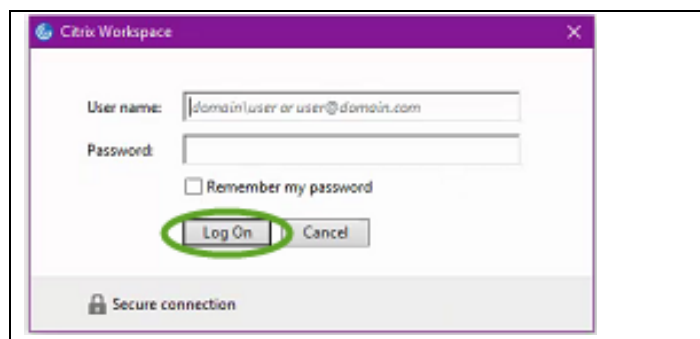 Citrix Workspace
User name: domain\user or user@domain.com
Password:
Remember my password
Log On Cancel
Secure connection